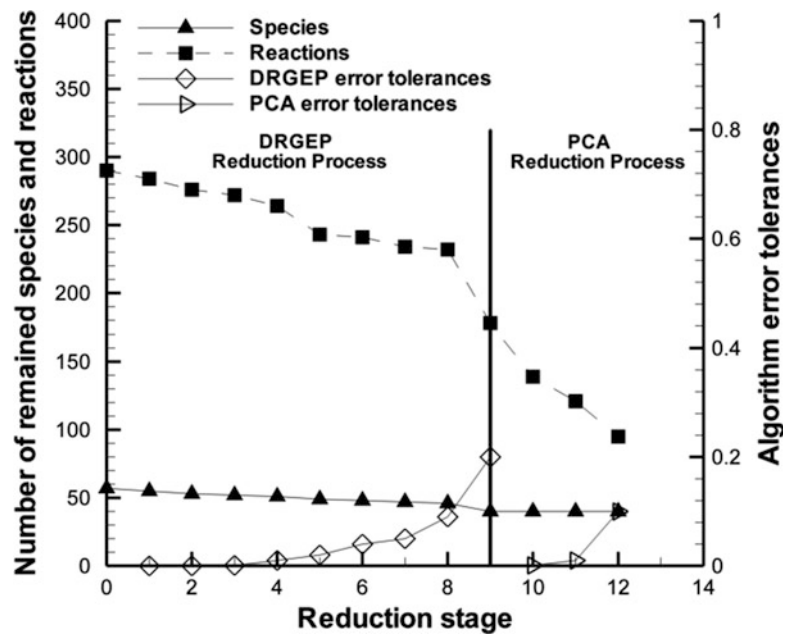 Species
Reactions
DRGEP error tolerances
PCA error tolerances
DRGEP
Reduction Process
PCA
Reduction Process
Number of remained species and reactions
400
350
300
250
200
150
100
50
0
Algorithm error tolerances
1
0.8
0.6
0.4
0.2
0
0 2 4 6 8 10 12 14
Reduction stage